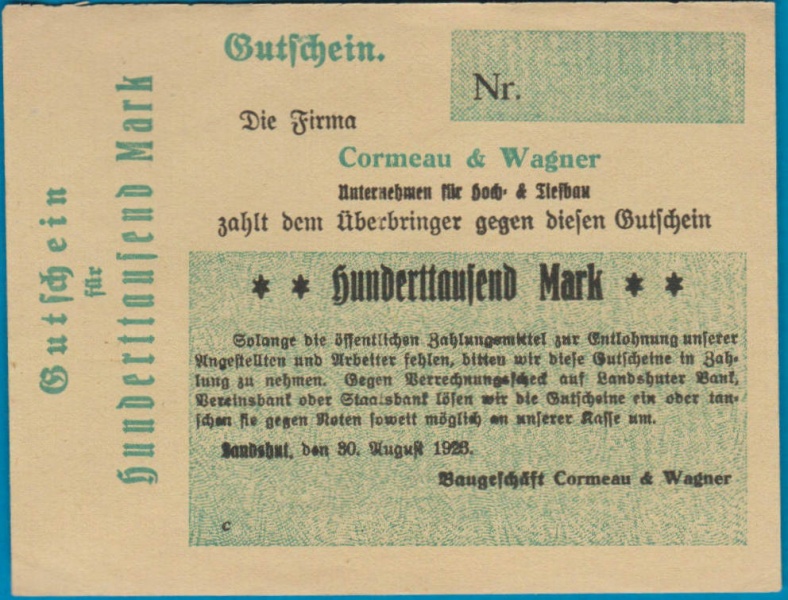 Gutschein.
Nr.
Die Firma
Cormeau & Wagner
Unternehmen für Hoch- & Tiefbau
zahlt dem Überbringer gegen diesen Gutschein
Hunderttausend Mark
Solange die öffentlichen Zahlungsmittel zur Entlohnung unserer
Angestellten und Arbeiter fehlen, bitten wir diese Gutscheine in Zah-
lung zu nehmen. Gegen Verrechnungsscheck auf Landshuter Bank,
Vereinsbank oder Staatsbank lösen wir die Gutscheine ein oder tau-
schen sie gegen Noten soweit möglich an unserer Kasse um.
Landshut, den 30. August 1923.
Baugeschäft Cormeau & Wagner
c
Gutschein
für
Hunderttausend Mark